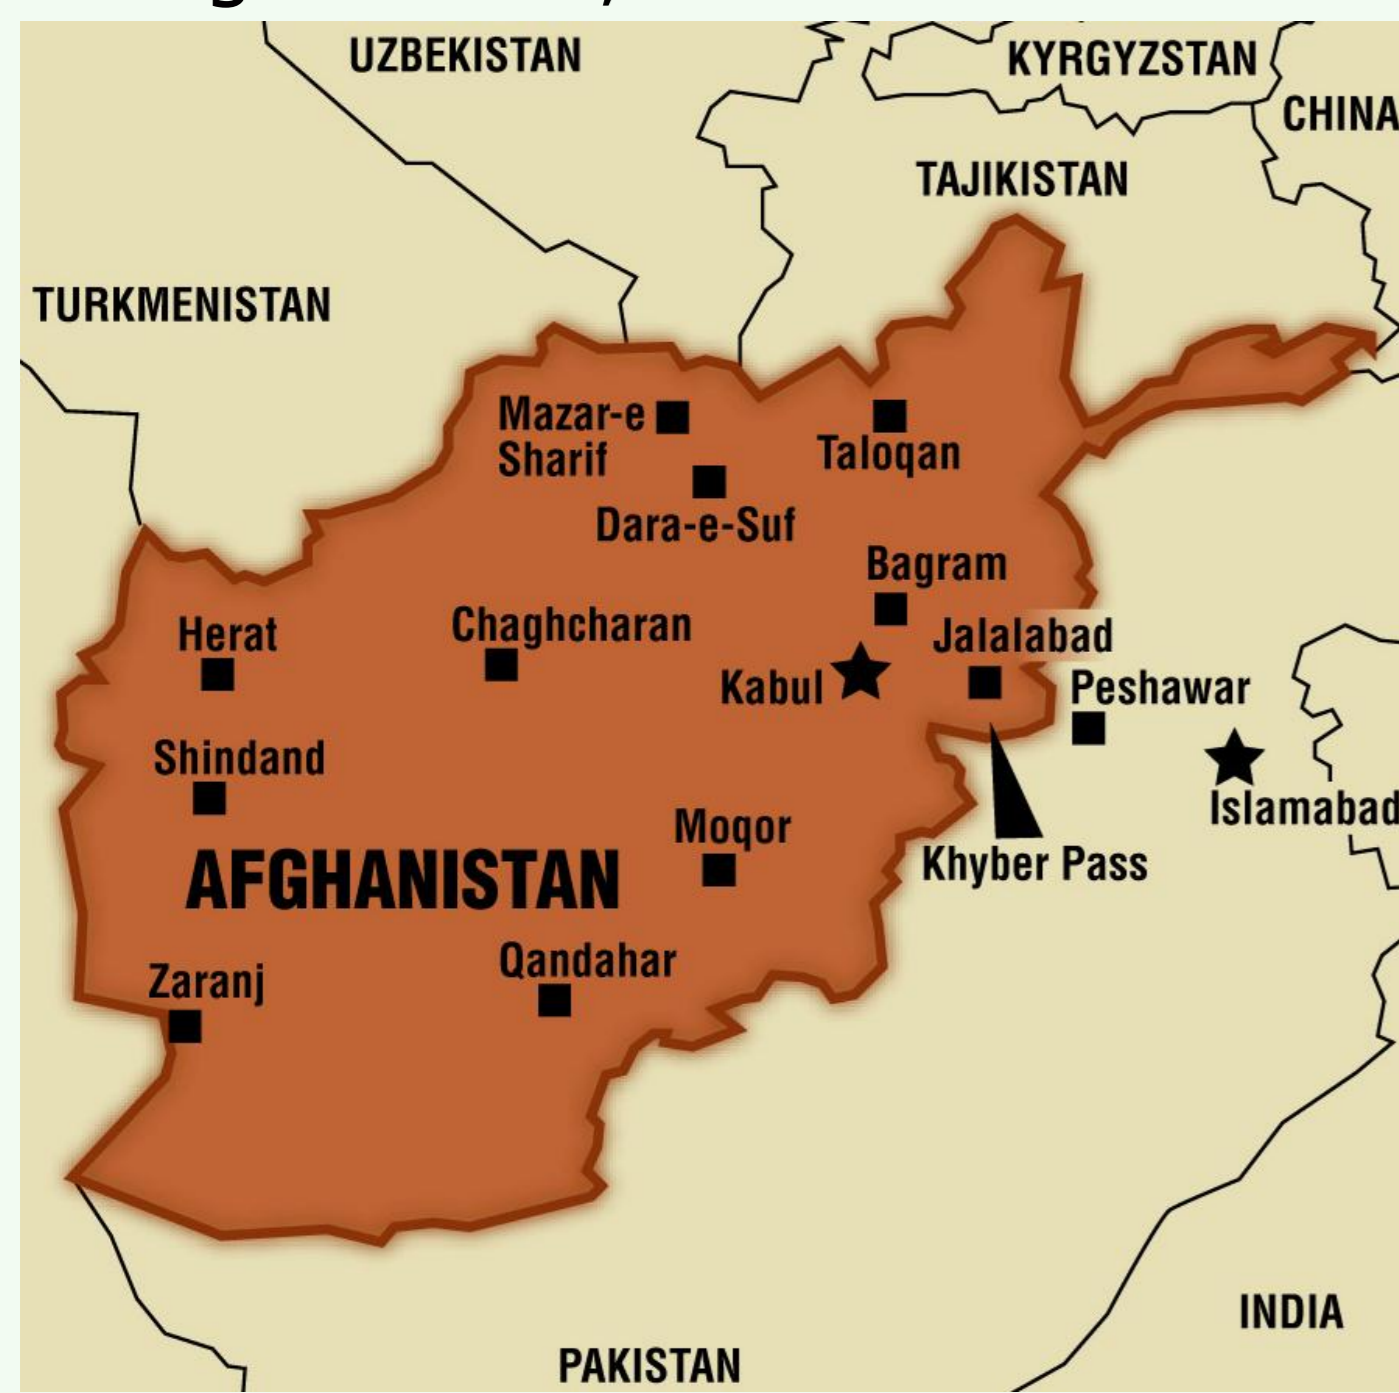 UZBEKISTAN
KYRGYZSTAN
CHINA
TAJIKISTAN
TURKMENISTAN
Mazar-e
Sharif
Taloqan
Dara-e-Suf
Bagram
Chaghcharan
Herat
Jalalabad
Kabul
Peshawar
Shindand
Islamabad
Moqor
Khyber Pass
AFGHANISTAN
Qandahar
Zaranj
INDIA
PAKISTAN